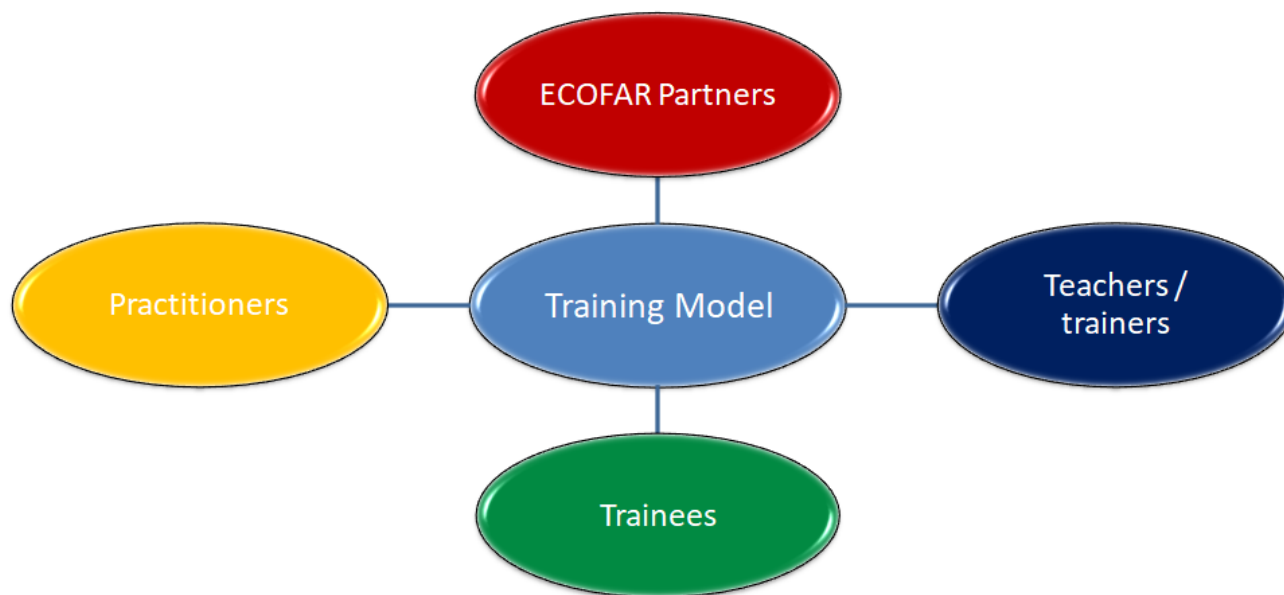 ECOFAR Partners
Practitioners
Training Model
Teachers /
trainers
Trainees